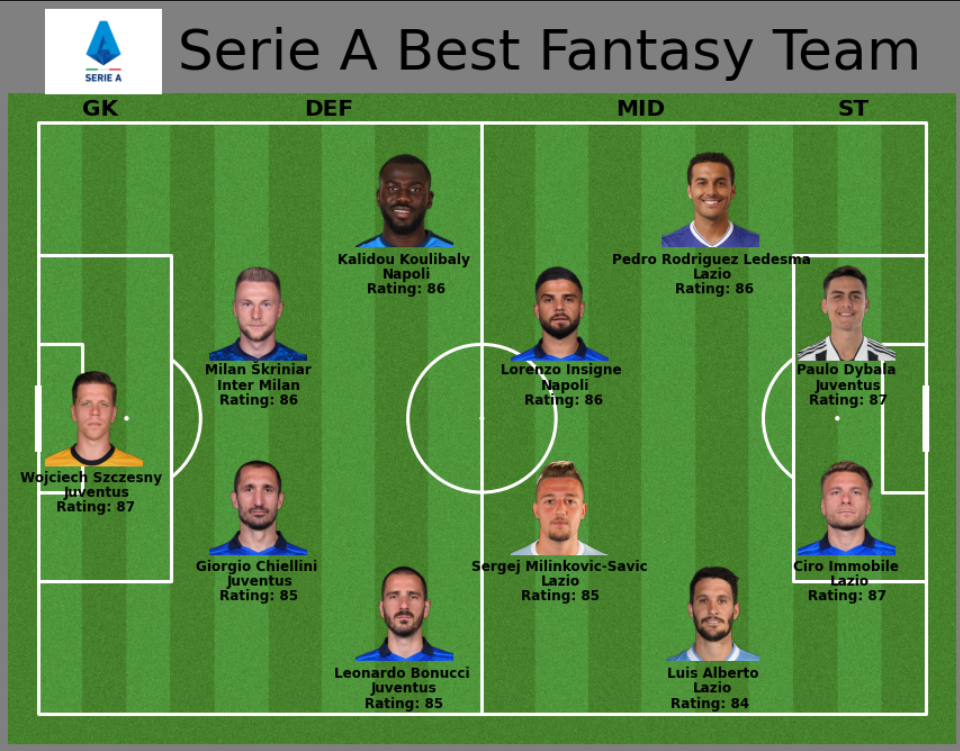 SERIE A
Serie A Best Fantasy Team
GK
DEF
MID
ST
Kalidou Koulibaly
Napoli
Rating: 86
Pedro Rodriguez Ledesma
Lazio
Rating: 86
Milan Škriniar
Inter Milan
Rating: 86
Lorenzo Insigne
Napoli
Rating: 86
Paulo Dybala
Juventus
Rating: 87
Wojciech Szczesny
Juventus
Rating: 87
Giorgio Chiellini
Juventus
Rating: 85
Sergej Milinkovic-Savic
Lazio
Rating: 85
Ciro Immobile
Lazio
Rating: 87
Leonardo Bonucci
Juventus
Rating: 85
Luis Alberto
Lazio
Rating: 84